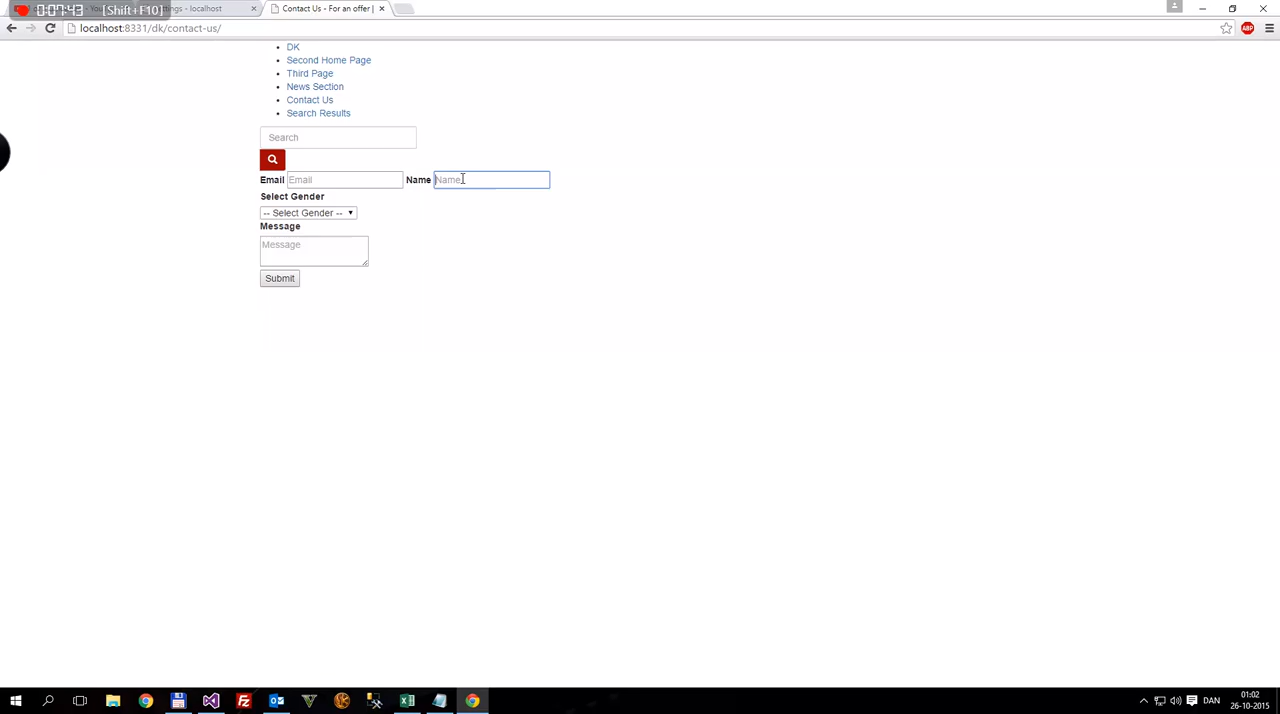 0:07:43 [Shift+F10] ttings - localhost
Contact Us - For an offer |
localhost:8331/dk/contact-us/
DK
Second Home Page
Third Page
News Section
Contact Us
Search Results
Search
Email Email Name Name
Select Gender
-- Select Gender --
Message
Message
Submit
DAN
01:02
26-10-2015